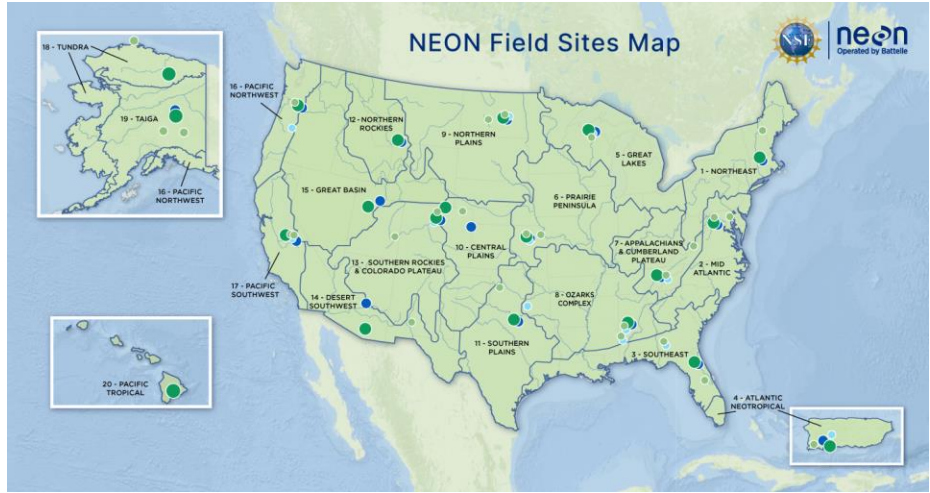 NEON Field Sites Map
NSF
neon
Operated by Battelle
18 - TUNDRA
19 - TAIGA
16 - PACIFIC
NORTHWEST
16 - PACIFIC
NORTHWEST
12 - NORTHERN
ROCKIES
9 - NORTHERN
PLAINS
5 - GREAT
LAKES
1 - NORTHEAST
15 - GREAT BASIN
6 - PRAIRIE
PENINSULA
10 - CENTRAL
PLAINS
7 - APPALACHIANS
& CUMBERLAND
PLATEAU
2 - MID
ATLANTIC
13 - SOUTHERN ROCKIES
& COLORADO PLATEAU
17 - PACIFIC
SOUTHWEST
14 - DESERT
SOUTHWEST
8 - OZARKS
COMPLEX
11 - SOUTHERN
PLAINS
3 - SOUTHEAST
20 - PACIFIC
TROPICAL
4 - ATLANTIC
NEOTROPICAL